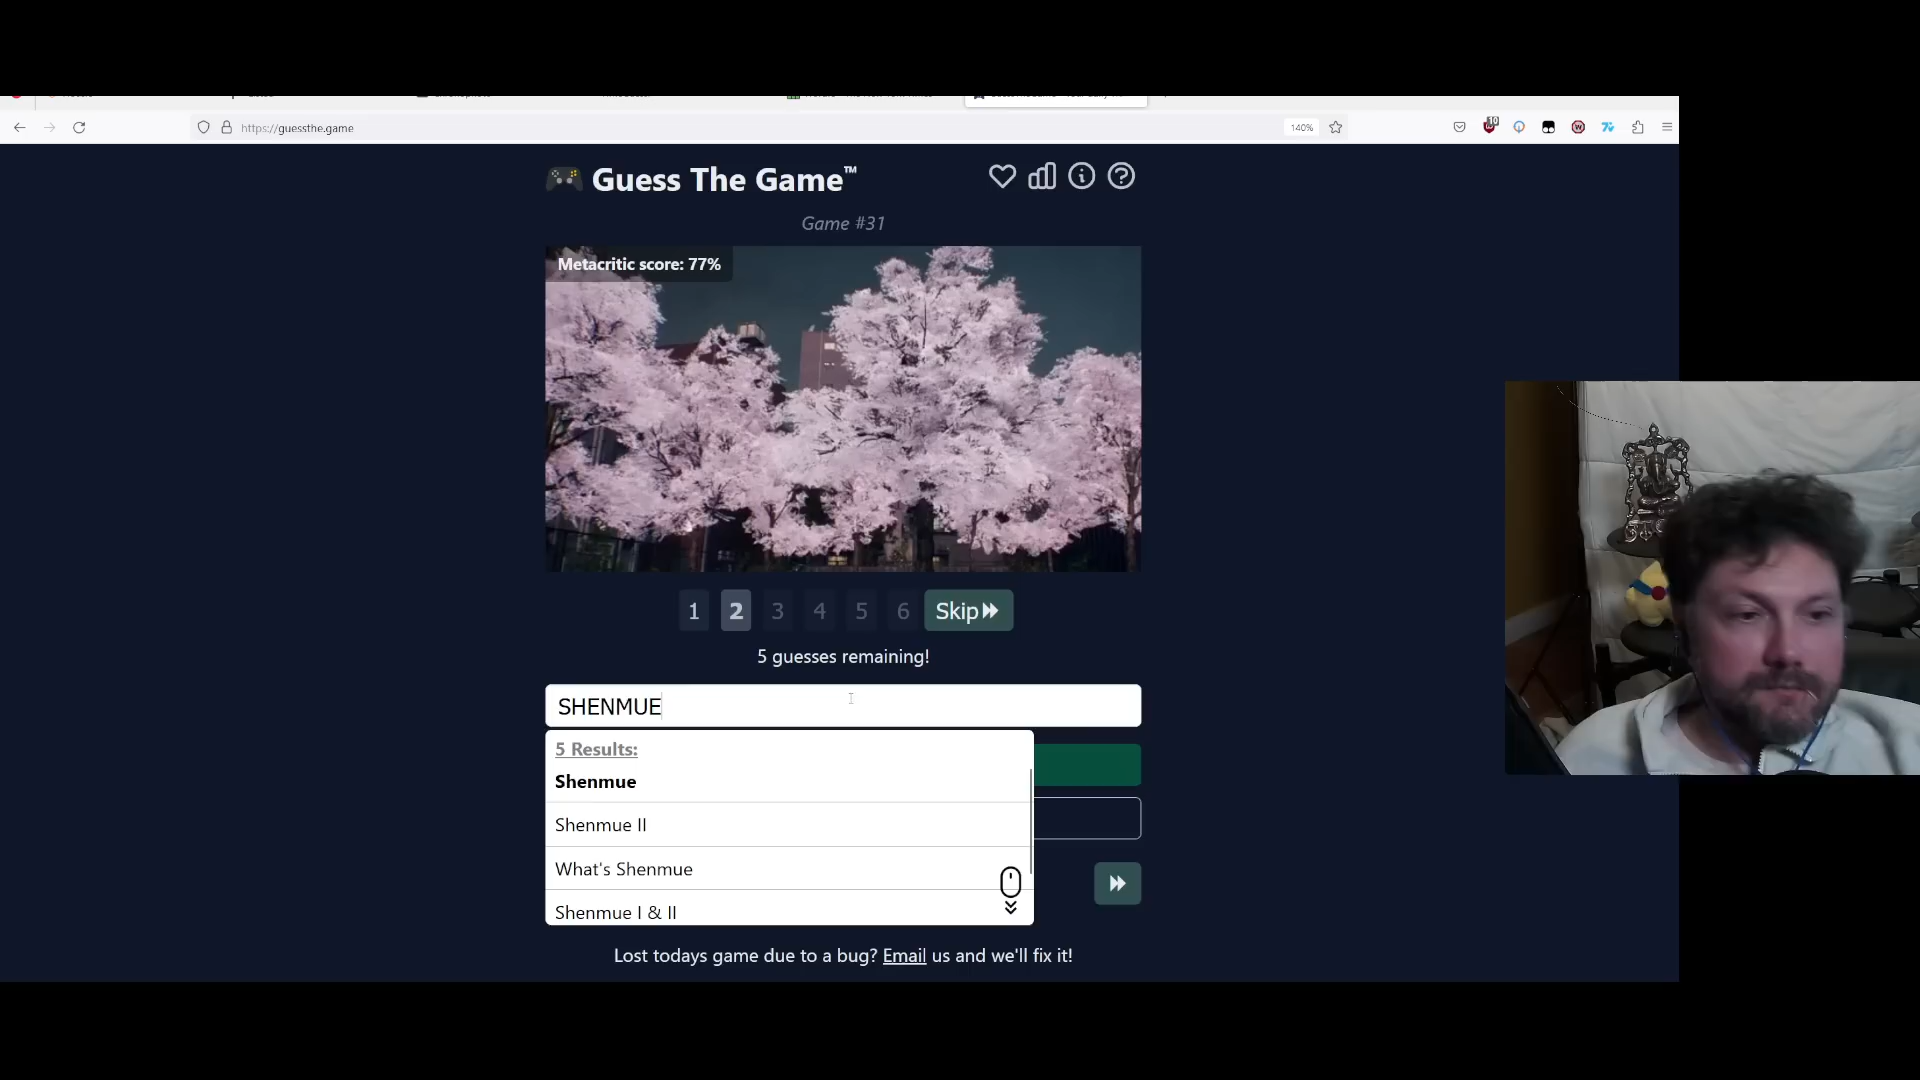 https://guessthe.game
140%
10
Guess The Game™
Game #31
Metacritic score: 77%
1 2 3 4 5 6 Skip
5 guesses remaining!
SHENMUE
5 Results:
Shenmue
Shenmue II
What's Shenmue
Shenmue I & II
Lost todays game due to a bug? Email us and we'll fix it!